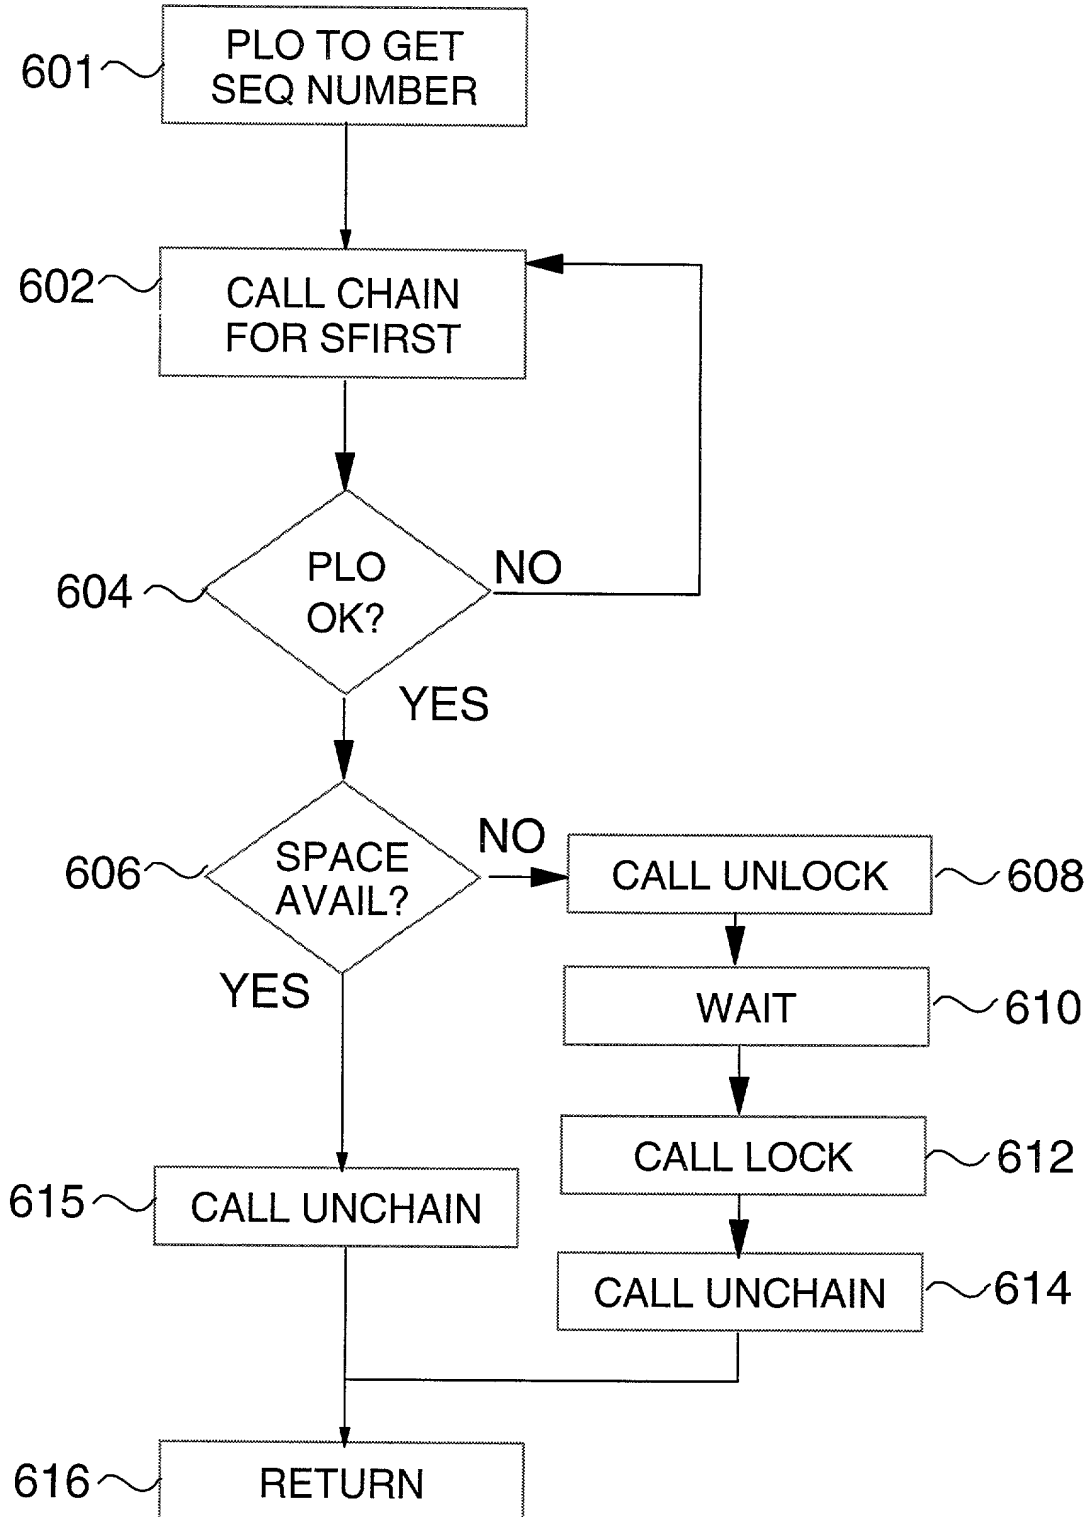 601
PLO TO GET
SEQ NUMBER
602
CALL CHAIN
FOR SFIRST
604
PLO
OK?
NO
YES
606
SPACE
AVAIL?
NO
CALL UNLOCK
608
YES
WAIT
610
CALL LOCK
612
615
CALL UNCHAIN
CALL UNCHAIN
614
616
RETURN